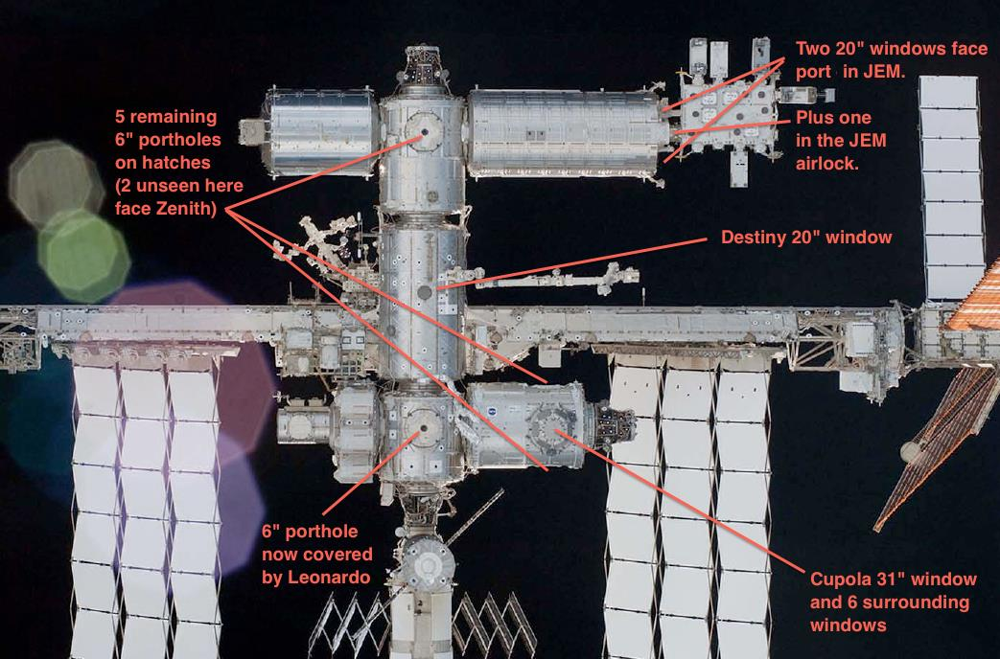 Two 20" windows face
port in JEM.
5 remaining
6" portholes
on hatches
(2 unseen here
face Zenith)
Plus one
in the JEM
airlock.
Destiny 20" window
6" porthole
now covered
by Leonardo
Cupola 31" window
and 6 surrounding
windows